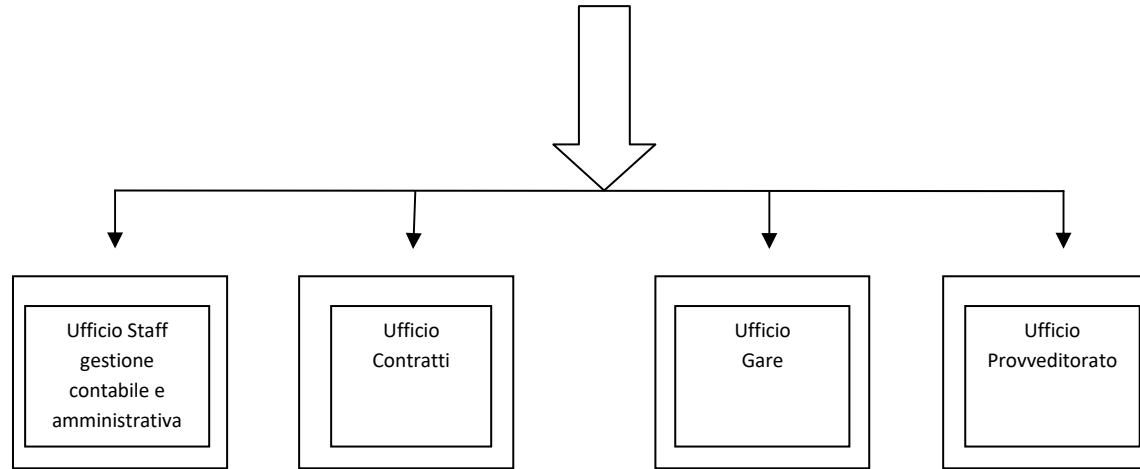 Ufficio Staff
gestione
contabile e
amministrativa
Ufficio
Contratti
Ufficio
Gare
Ufficio
Provveditorato